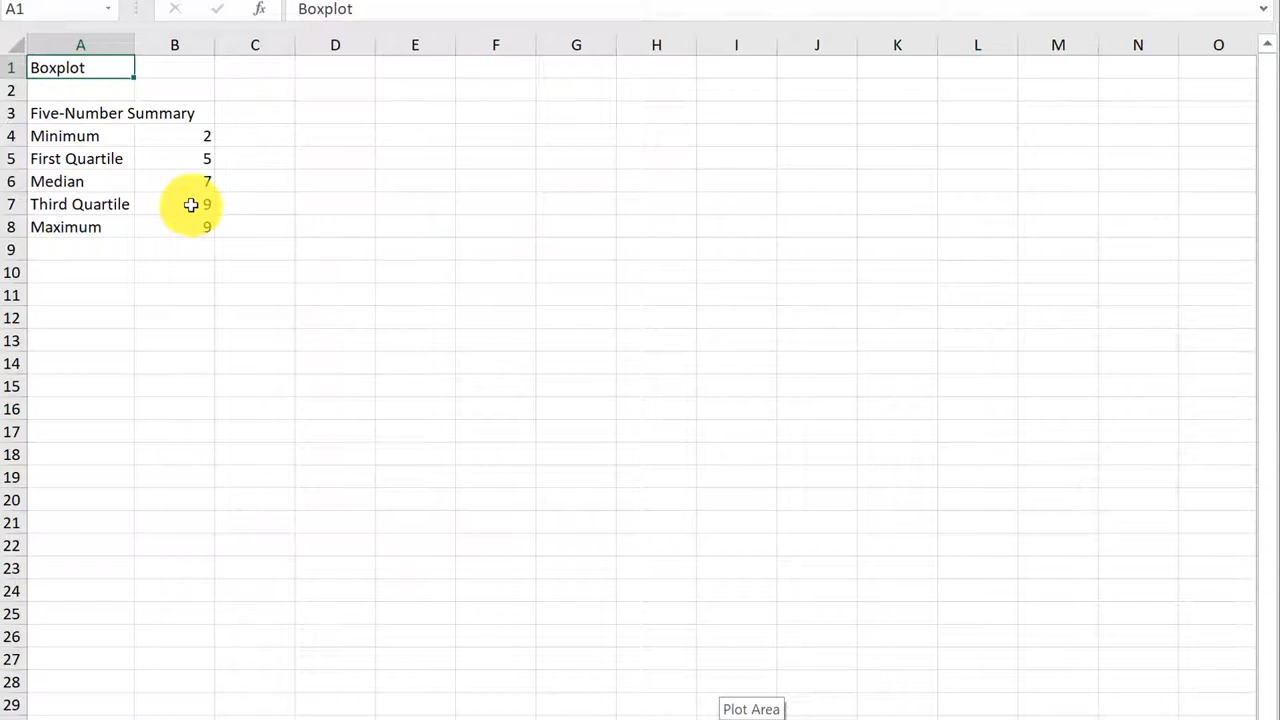 A1 fx Boxplot
A B C D E F G H I J K L M N O
1 Boxplot
2
3 Five-Number Summary
4 Minimum 2
5 First Quartile 5
6 Median 7
7 Third Quartile 9
8 Maximum 9
9
10
11
12
13
14
15
16
17
18
19
20
21
22
23
24
25
26
27
28
29
Plot Area